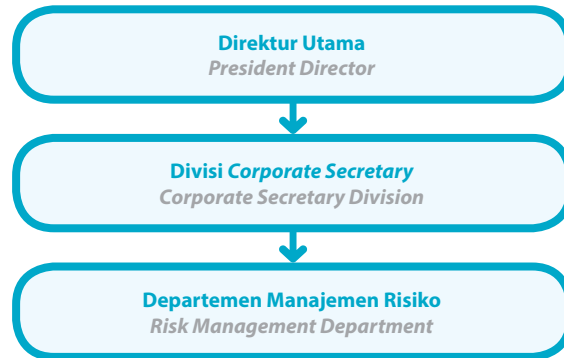 Direktur Utama
President Director
Divisi Corporate Secretary
Corporate Secretary Division
Departemen Manajemen Risiko
Risk Management Department